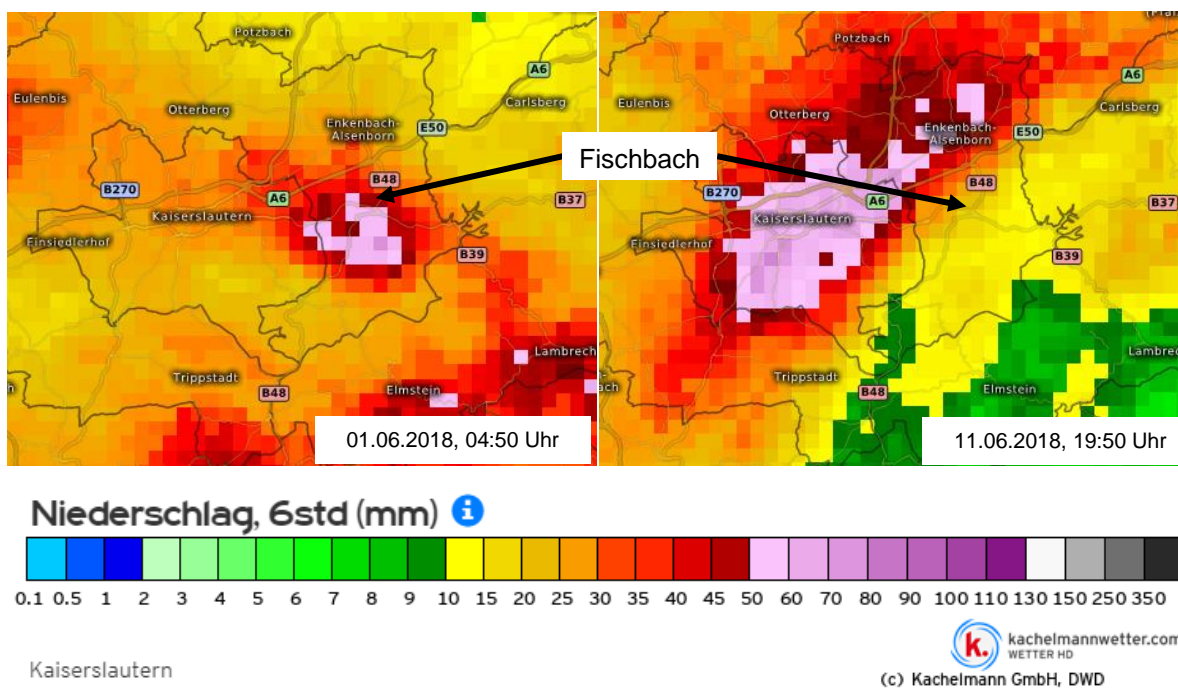 Potzbach
A6
Eulenbis
Otterberg
Carlsberg
Enkenbach-
Alsenborn
E50
B270
B48
A6
Kaiserslautern
B37
Einsiedlerhof
B39
Lambrech
Trippstadt
B48
Elmstein
01.06.2018, 04:50 Uhr
Fischbach
Potzbach
A6
Eulenbis
Otterberg
Carlsberg
Enkenbach-
Alsenborn
E50
B270
B48
A6
Kaiserslautern
B37
Einsiedlerhof
B39
Lambre
ach
Trippstadt
B48
Elmstein
11.06.2018, 19:50 Uhr
Niederschlag, 6std (mm) i
0.1 0.5 1 2 3 4 5 6 7 8 9 10 15 20 25 30 35 40 45 50 60 70 80 90 100 110 130 150 250 350
Kaiserslautern
k. kachelmannwetter.com
WETTER HD
(c) Kachelmann GmbH, DWD